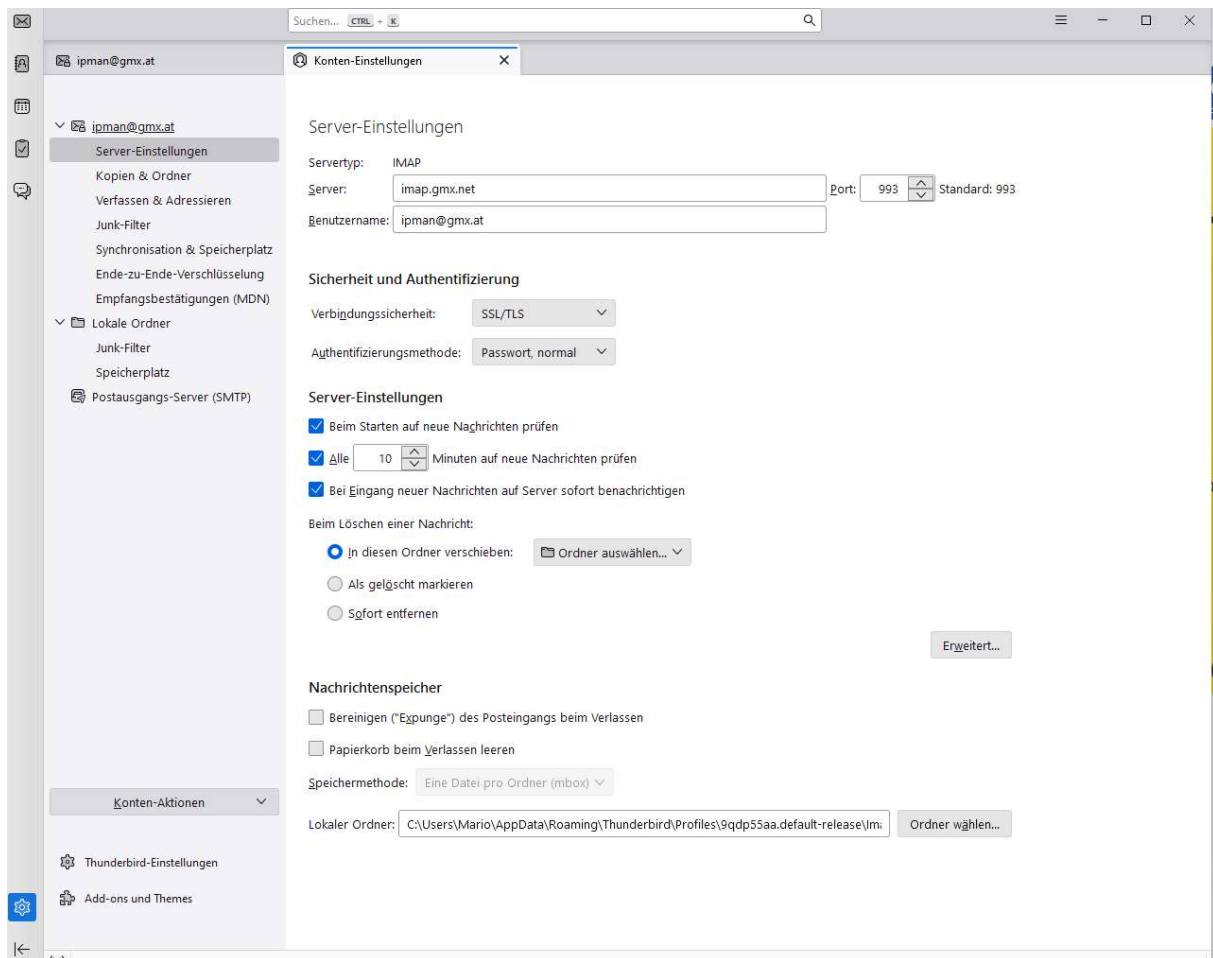 Suchen... CTRL + K
ipman@gmx.at
Konten-Einstellungen
ipman@gmx.at
Server-Einstellungen
Kopien & Ordner
Verfassen & Adressieren
Junk-Filter
Synchronisation & Speicherplatz
Ende-zu-Ende-Verschlüsselung
Empfangsbestätigungen (MDN)
Lokale Ordner
Junk-Filter
Speicherplatz
Postausgangs-Server (SMTP)
Konten-Aktionen
Thunderbird-Einstellungen
Add-ons und Themes
Server-Einstellungen
Servertyp: IMAP
Server: imap.gmx.net Port: 993 Standard: 993
Benutzername: ipman@gmx.at
Sicherheit und Authentifizierung
Verbindungssicherheit: SSL/TLS
Authentifizierungsmethode: Passwort, normal
Server-Einstellungen
Beim Starten auf neue Nachrichten prüfen
Alle 10 Minuten auf neue Nachrichten prüfen
Bei Eingang neuer Nachrichten auf Server sofort benachrichtigen
Beim Löschen einer Nachricht:
In diesen Ordner verschieben: Ordner auswählen...
Als gelöscht markieren
Sofort entfernen
Erweitert...
Nachrichtenspeicher
Bereinigen ("Expunge") des Posteingangs beim Verlassen
Papierkorb beim Verlassen leeren
Speichermethode: Eine Datei pro Ordner (mbox)
Lokaler Ordner: C:\Users\Mario\AppData\Roaming\Thunderbird\Profiles\9qdp55aa.default-release\Ima Ordner wählen...